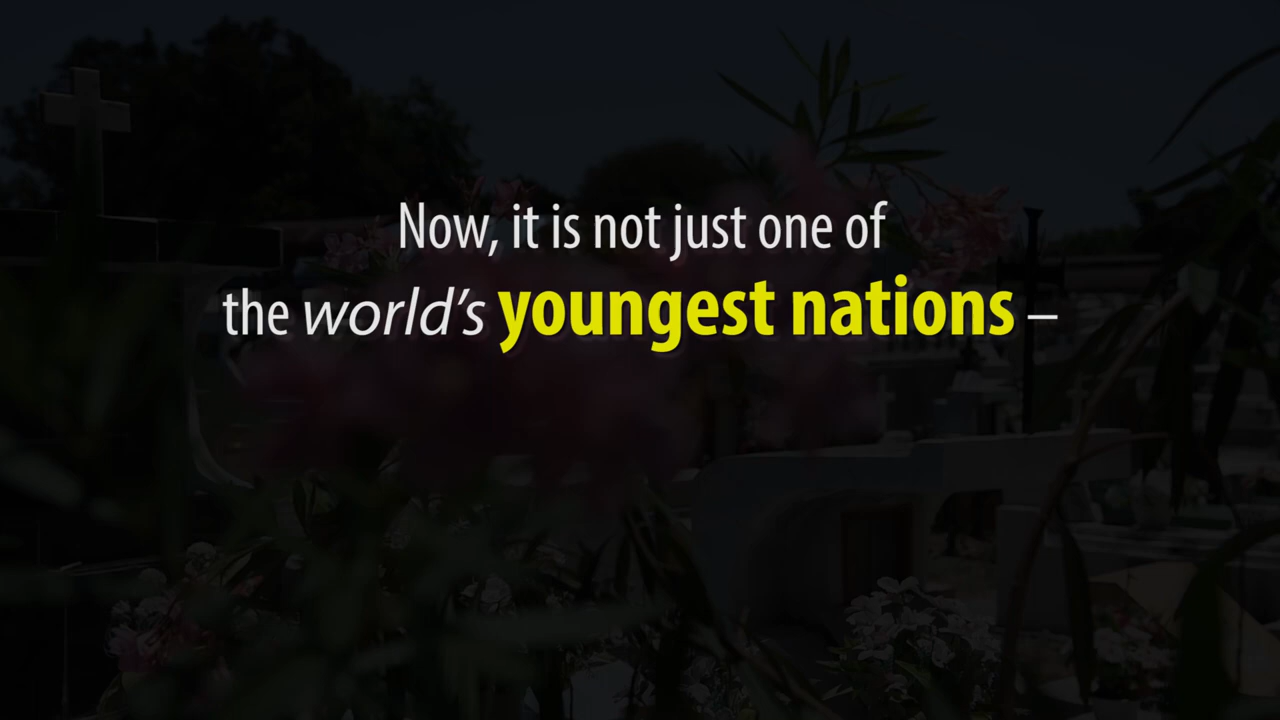 Now, it is not just one of
the world’s youngest nations –